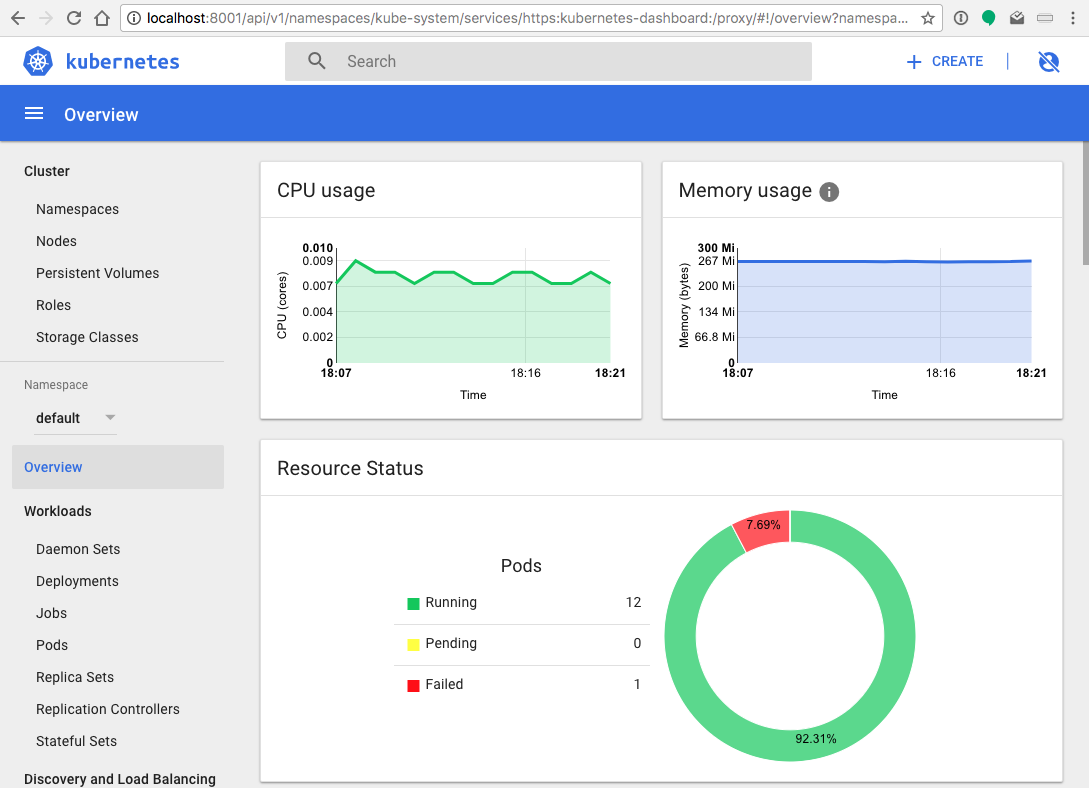 localhost:8001/api/v1/namespaces/kube-system/services/https:kubernetes-dashboard:/proxy/#!/overview?namespa...
kubernetes
Search
CREATE
Overview
Cluster
Namespaces
Nodes
Persistent Volumes
Roles
Storage Classes
Namespace
default
Overview
Workloads
Daemon Sets
Deployments
Jobs
Pods
Replica Sets
Replication Controllers
Stateful Sets
Discovery and Load Balancing
CPU usage
CPU (cores)
0.010
0.009
0.007
0.004
0.002
0
18:07 18:16 18:21
Time
Memory usage
Memory (bytes)
300 Mi
267 Mi
200 Mi
134 Mi
66.8 Mi
0
18:07 18:16 18:21
Time
Resource Status
Pods
Running 12
Pending 0
Failed 1
7.69%
92.31%